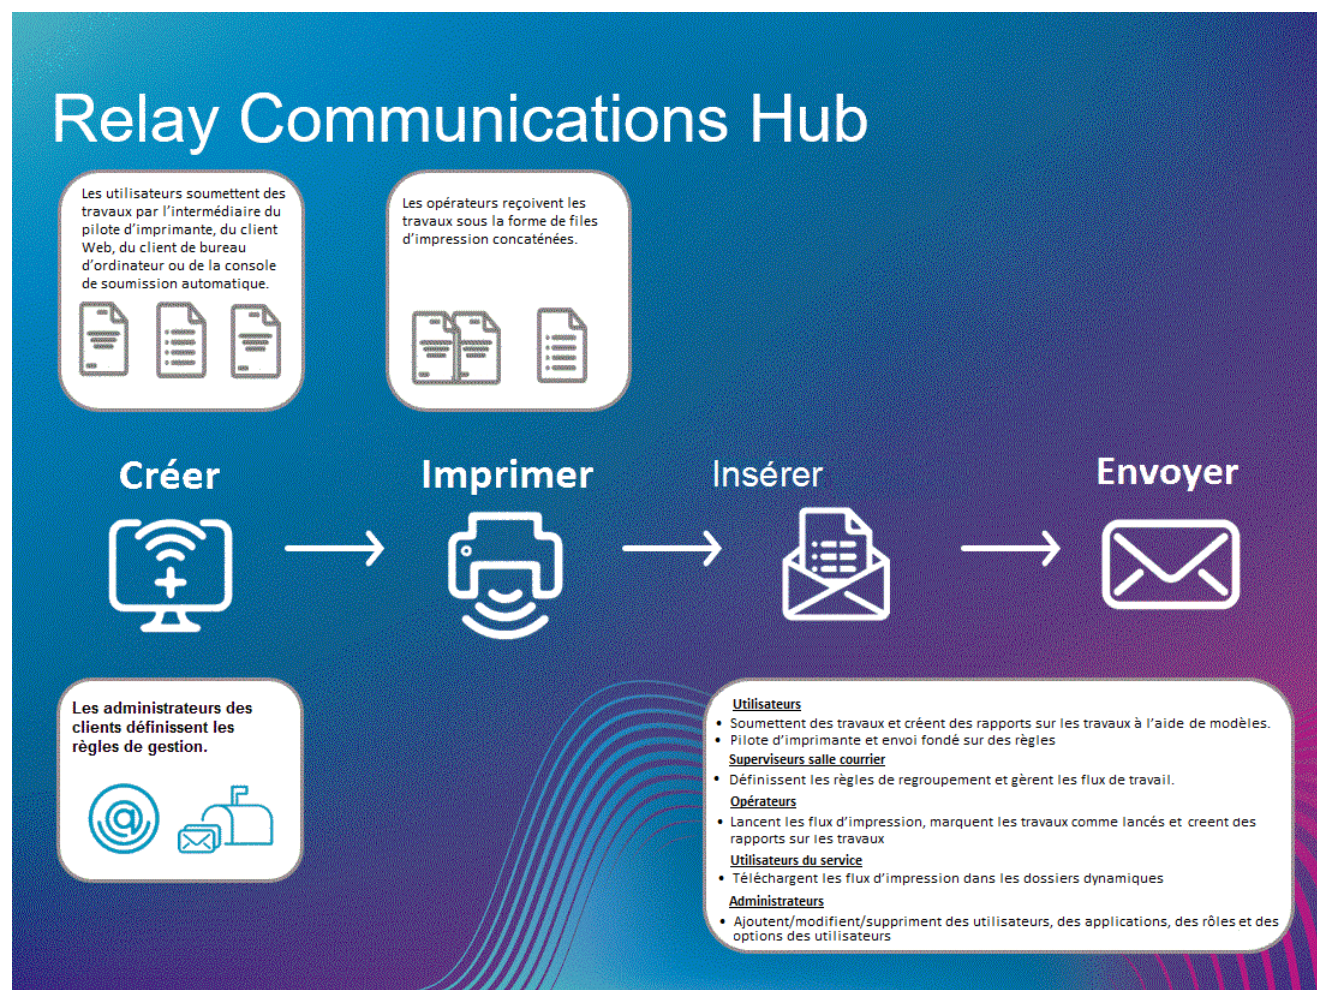 Relay Communications Hub
Les utilisateurs soumettent des
travaux par l’intermédiaire du
pilote d’imprimante, du client
Web, du client de bureau
d’ordinateur ou de la console
de soumission automatique.
Les opérateurs reçoivent les
travaux sous la forme de files
d’impression concaténées.
Créer
Imprimer
Insérer
Envoyer
Les administrateurs des
clients définissent les
règles de gestion.
@
Utilisateurs
• Soumettent des travaux et créent des rapports sur les travaux à l’aide de modèles.
• Pilote d’imprimante et envoi fondé sur des règles
Superviseurs salle courrier
• Définissent les règles de regroupement et gèrent les flux de travail.
Opérateurs
• Lancent les flux d’impression, marquent les travaux comme lancés et creent des
rapports sur les travaux
Utilisateurs du service
• Téléchargent les flux d’impression dans les dossiers dynamiques
Administrateurs
• Ajoutent/modifient/suppriment des utilisateurs, des applications, des rôles et des
options des utilisateurs